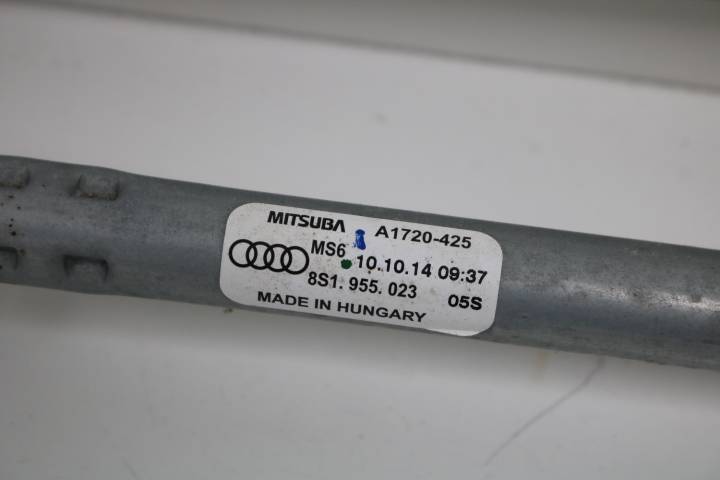 MITSUBA A1720-425
MS6 10.10.14 09:37
8S1. 955. 023 05S
MADE IN HUNGARY